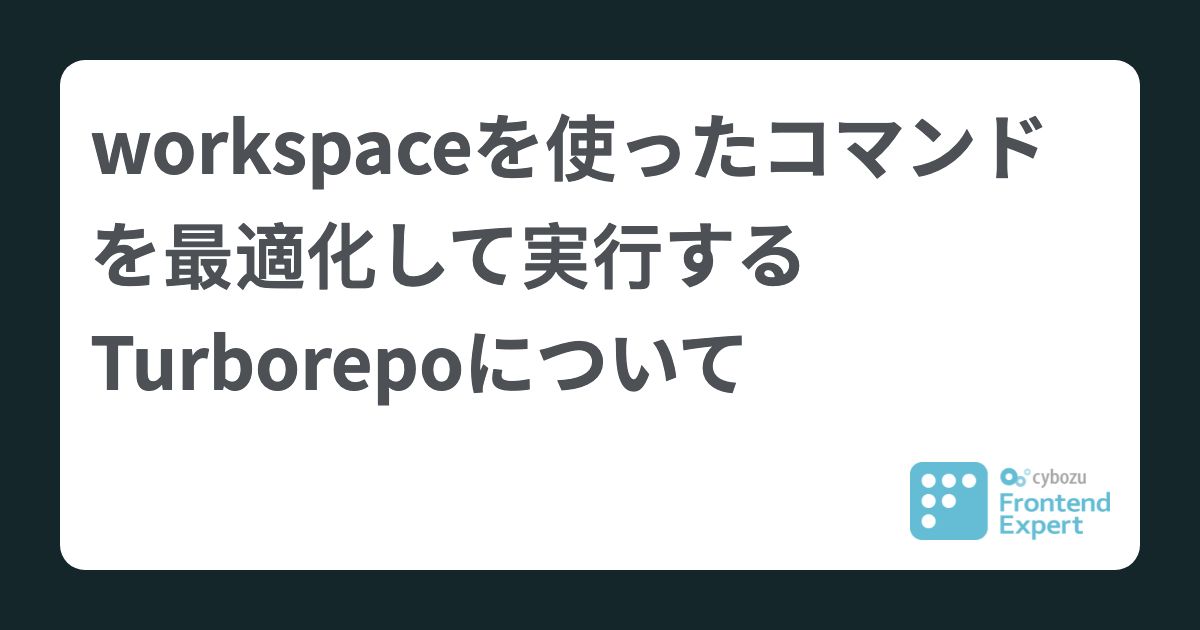 workspaceを使ったコマンド
を最適化して実行する
Turborepoについて
cybozu
Frontend
Expert